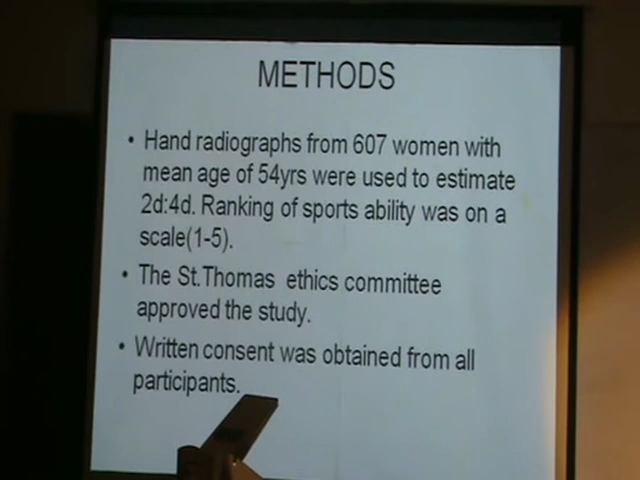 METHODS
• Hand radiographs from 607 women with
mean age of 54yrs were used to estimate
2d:4d. Ranking of sports ability was on a
scale(1-5).
• The St.Thomas ethics committee
approved the study.
• Written consent was obtained from all
participants.